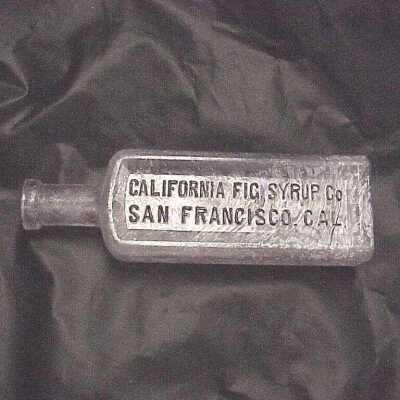 CALIFORNIA FIG SYRUP Co
SAN FRANCISCO. CAL